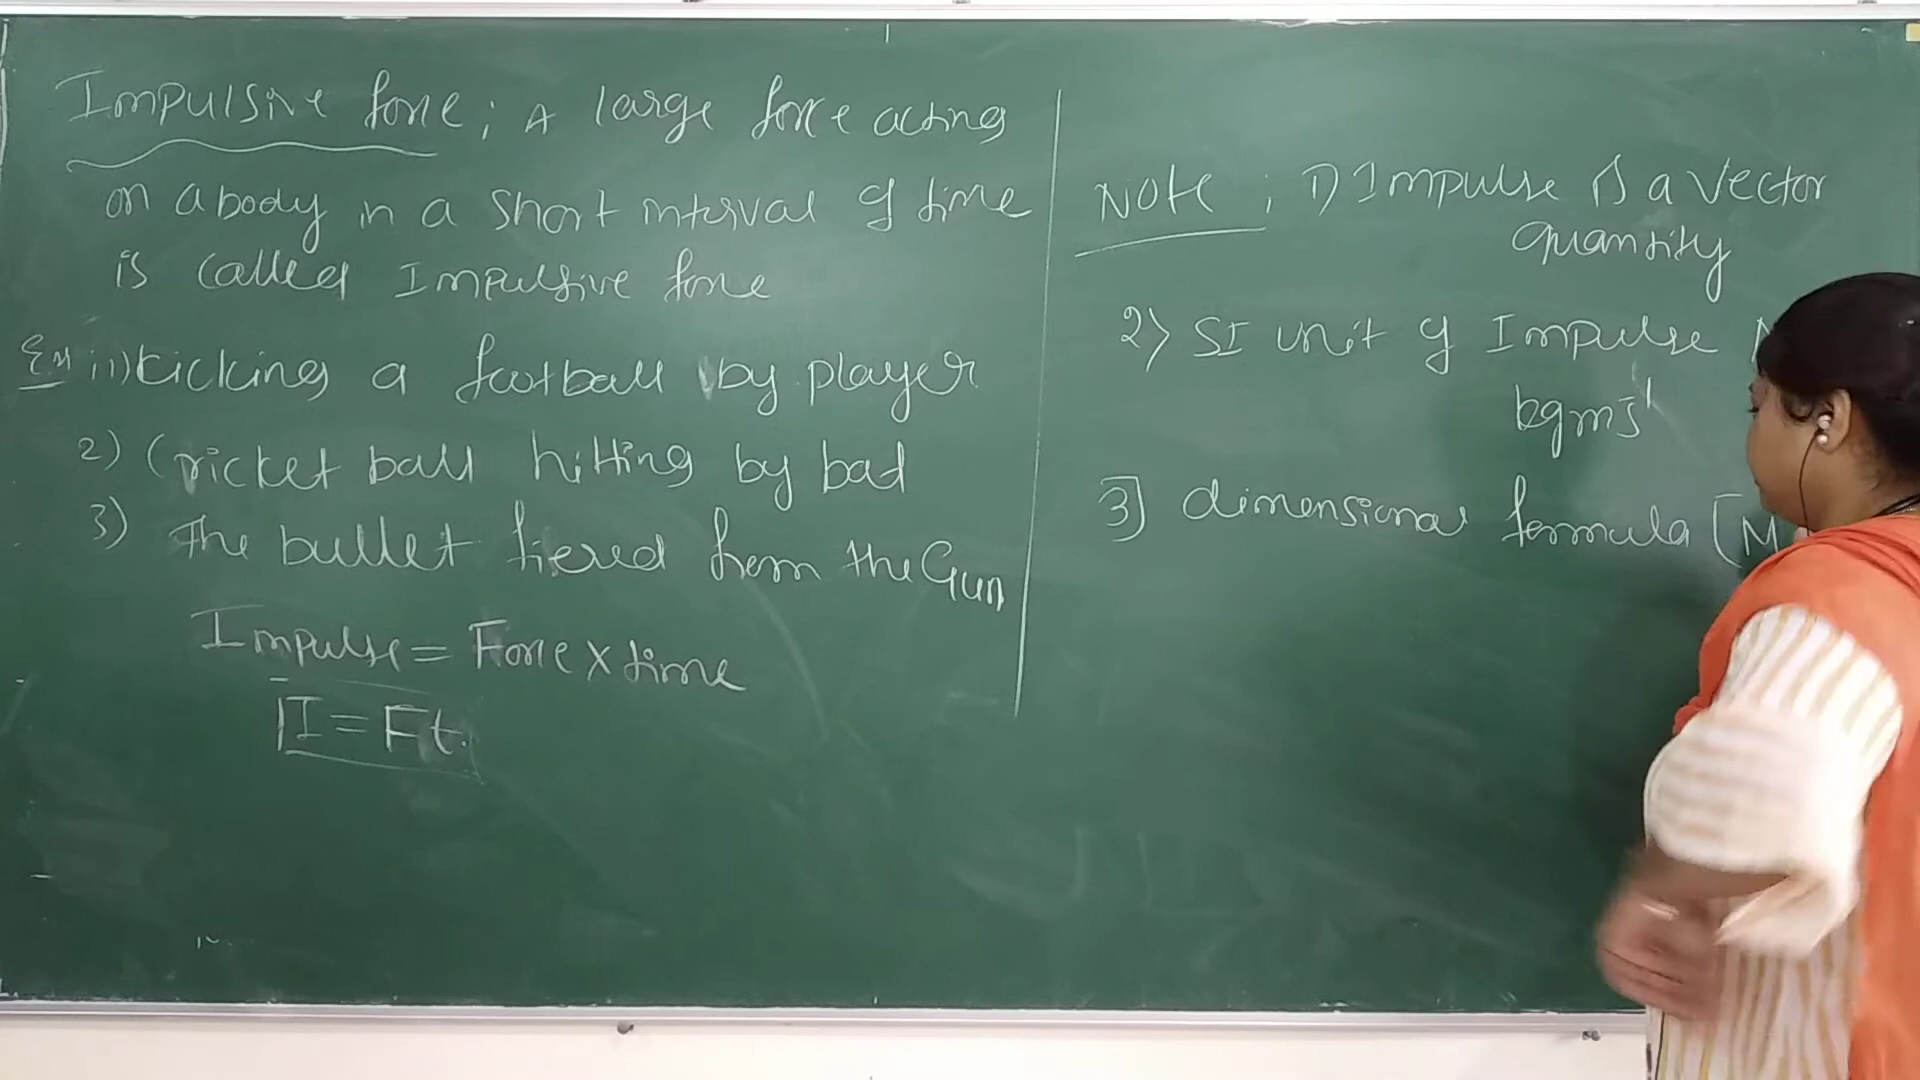 Impulsive force ; A large force acting
on a body in a short interval of time
is called Impulsive force
Ex 1) kicking a football by player
2) Cricket ball hitting by bat
3) The bullet fiered from the Gun
Impulse = Force x time
I = Ft.
Note ; 1) Impulse is a vector
quantity
2) SI unit of Impulse
kgms⁻¹
3] dimensional formula [M